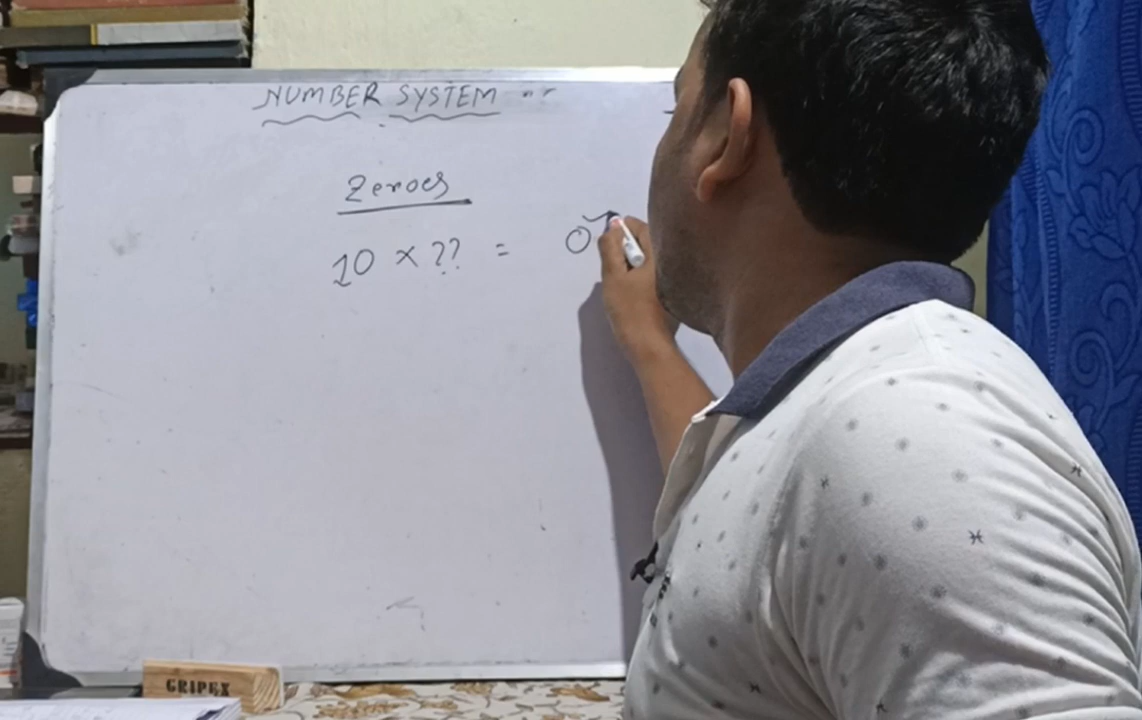 NUMBER SYSTEM
Zeroes
10 × ?? = 0
GRIPEX